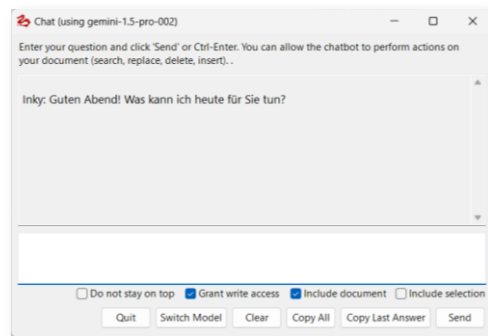 Chat (using gemini-1.5-pro-002)
Enter your question and click 'Send' or Ctrl-Enter. You can allow the chatbot to perform actions on
your document (search, replace, delete, insert). .
Inky: Guten Abend! Was kann ich heute für Sie tun?
Do not stay on top Grant write access Include document Include selection
Quit Switch Model Clear Copy All Copy Last Answer Send